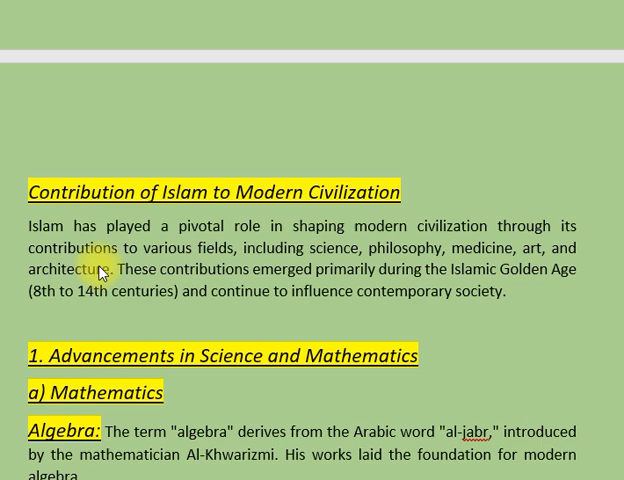 Contribution of Islam to Modern Civilization
Islam has played a pivotal role in shaping modern civilization through its
contributions to various fields, including science, philosophy, medicine, art, and
architecture. These contributions emerged primarily during the Islamic Golden Age
(8th to 14th centuries) and continue to influence contemporary society.
1. Advancements in Science and Mathematics
a) Mathematics
Algebra: The term "algebra" derives from the Arabic word "al-jabr," introduced
by the mathematician Al-Khwarizmi. His works laid the foundation for modern
algebra.